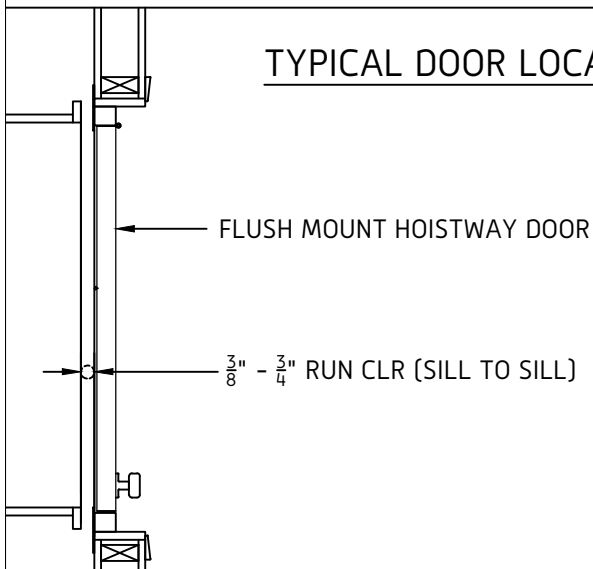 TYPICAL DOOR LOCA
FLUSH MOUNT HOISTWAY DOOR
3/8" - 3/4" RUN CLR (SILL TO SILL)